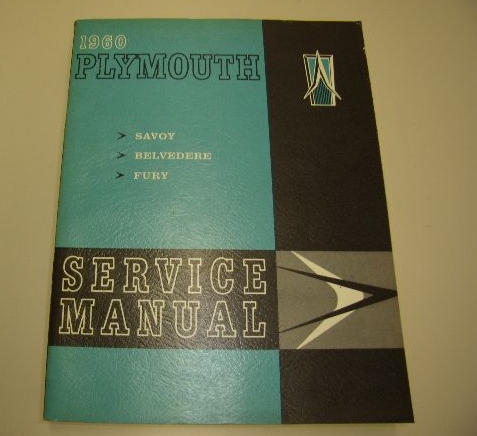 1960
PLYMOUTH
SAVOY
BELVEDERE
FURY
SERVICE
MANUAL